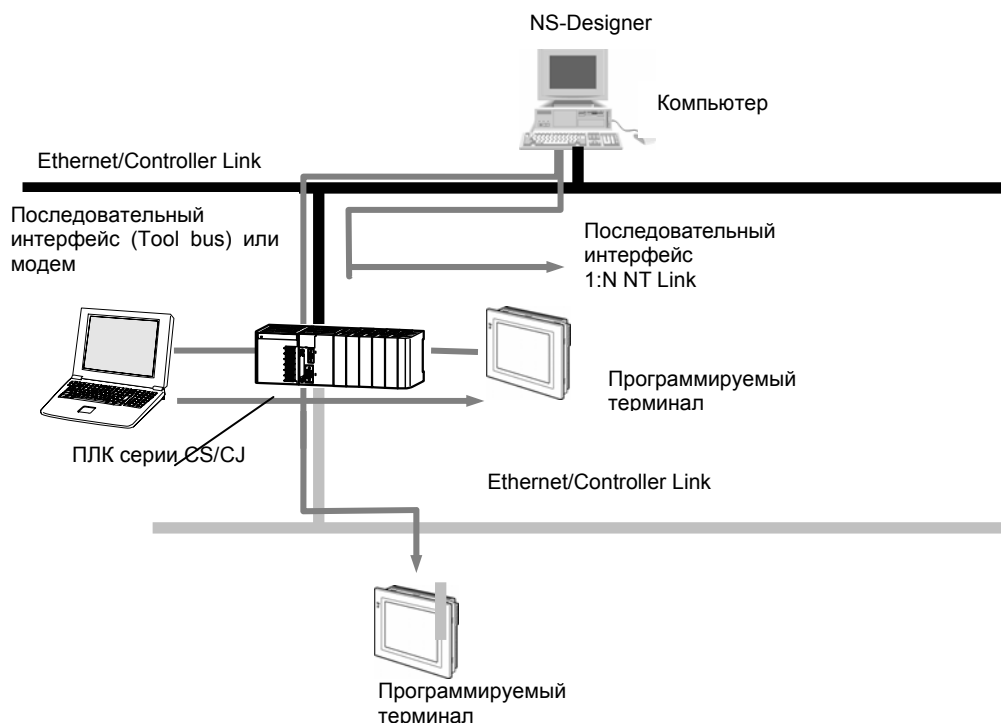 NS-Designer
Компьютер
Ethernet/Controller Link
Последовательный
интерфейс (Tool bus) или
модем
Последовательный
интерфейс
1:N NT Link
Программируемый
терминал
ПЛК серии CS/CJ
Ethernet/Controller Link
Программируемый
терминал